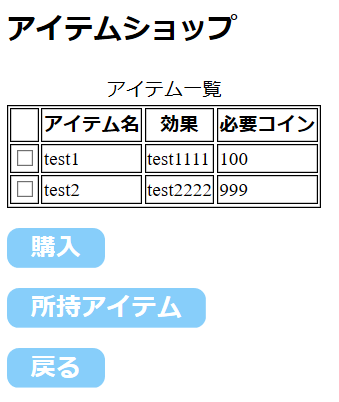 アイテムショップ
アイテム一覧
アイテム名 効果 必要コイン
test1 test1111 100
test2 test2222 999
購入
所持アイテム
戻る